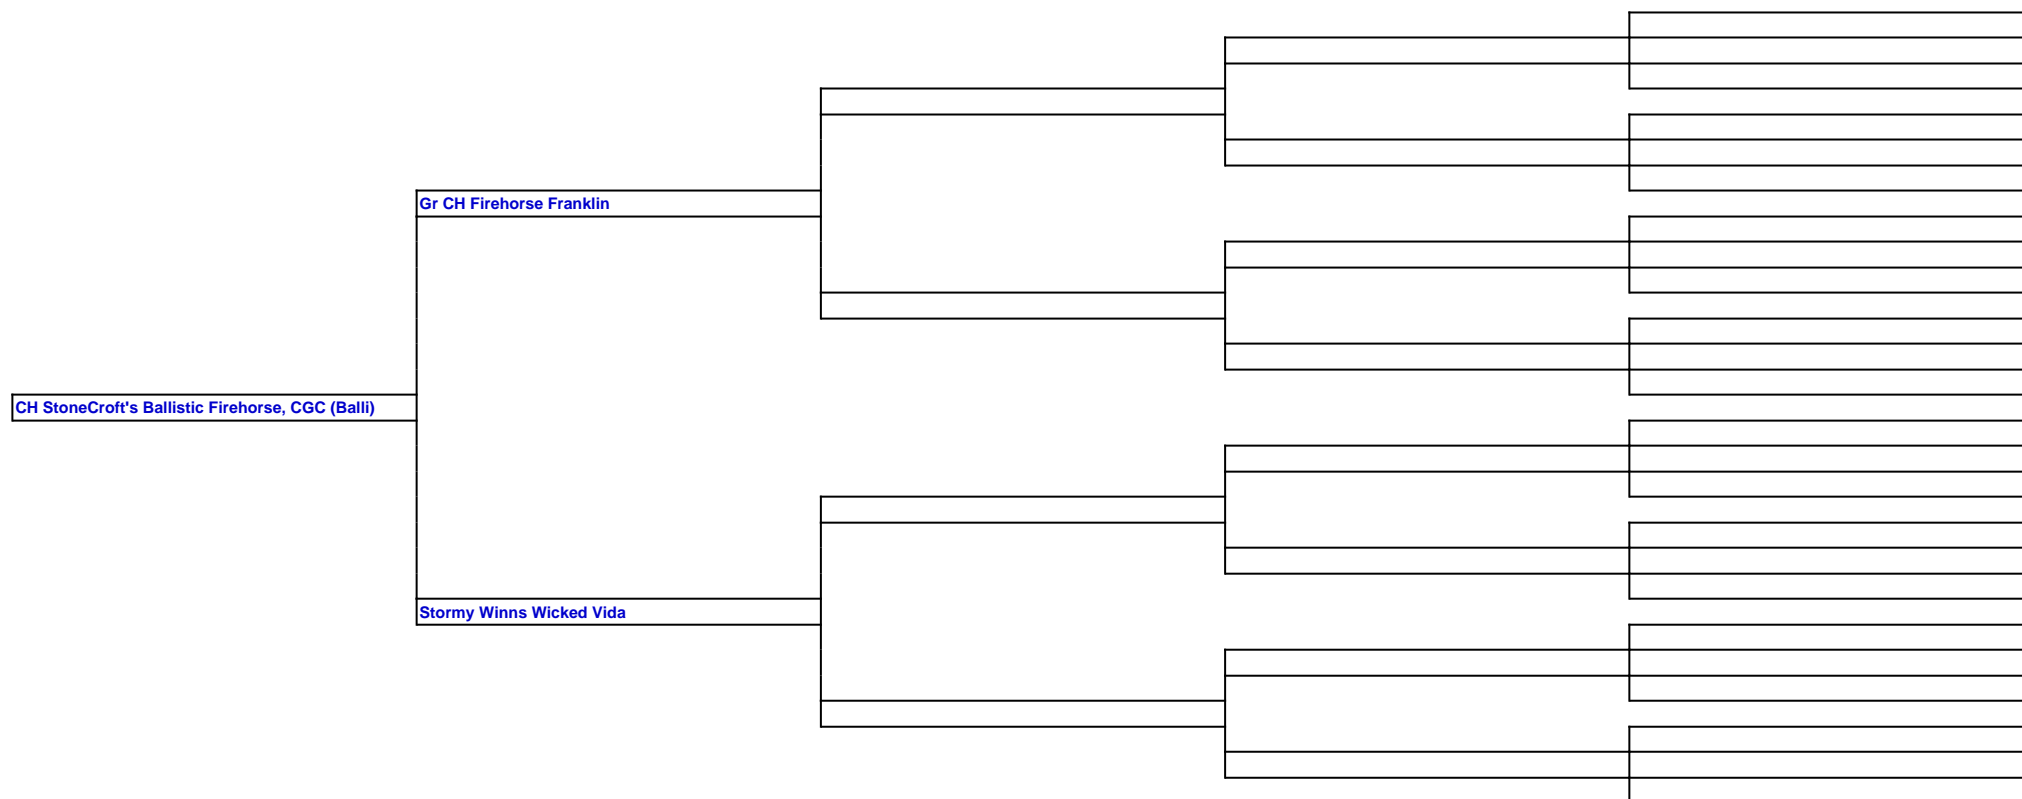 Gr CH Firehorse Franklin
CH StoneCroft's Ballistic Firehorse, CGC (Balli)
Stormy Winns Wicked Vida